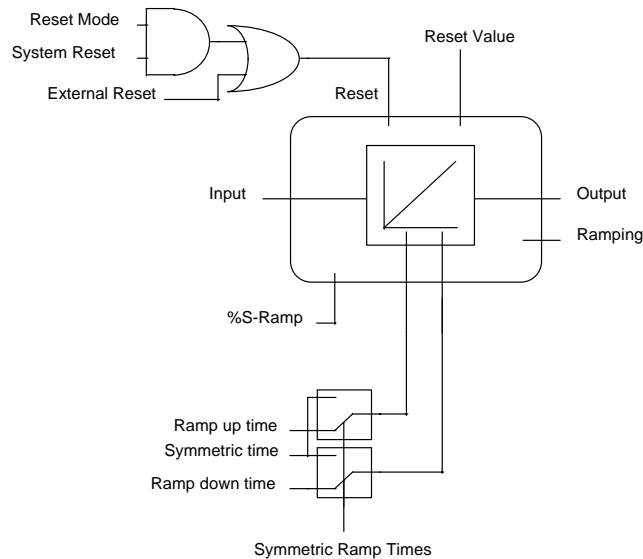 Reset Mode
System Reset
External Reset
Reset
Reset Value
Input
Output
Ramping
%S-Ramp
Ramp up time
Symmetric time
Ramp down time
Symmetric Ramp Times